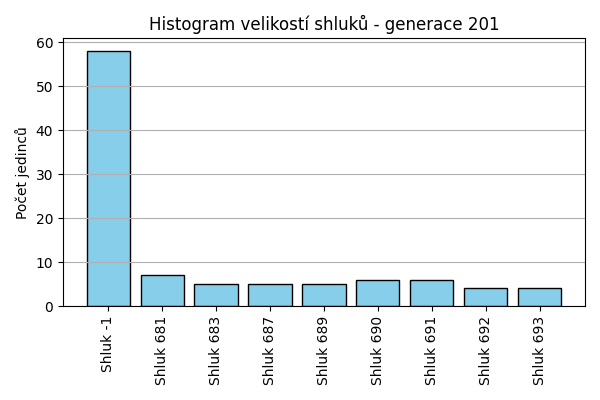 Histogram velikostí shluků - generace 201
Počet jedinců
60
50
40
30
20
10
0
Shluk -1
Shluk 681
Shluk 683
Shluk 687
Shluk 689
Shluk 690
Shluk 691
Shluk 692
Shluk 693